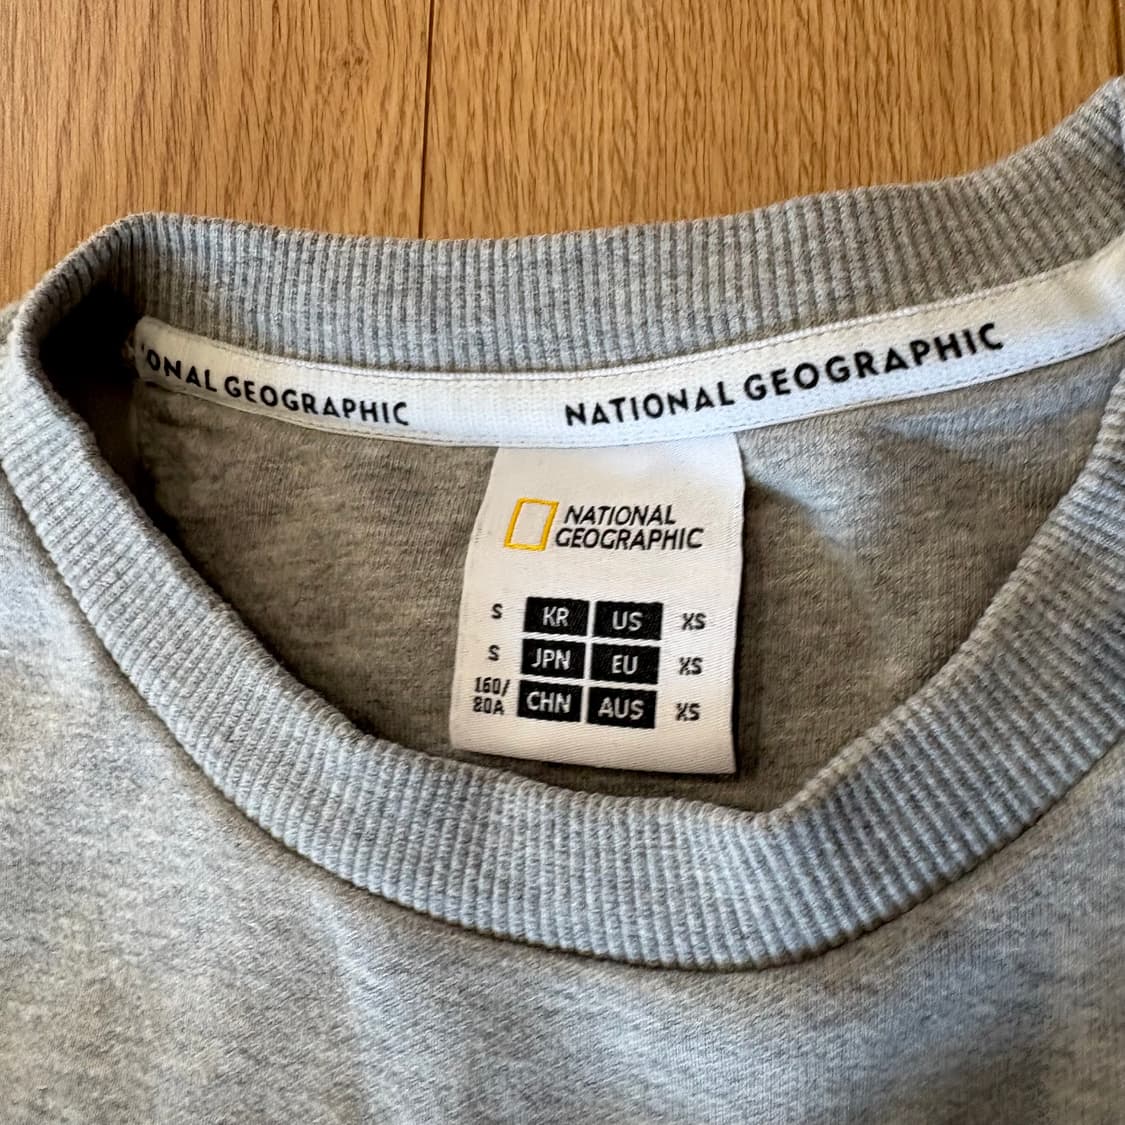 ONAL GEOGRAPHIC
NATIONAL GEOGRAPHIC
NATIONAL
GEOGRAPHIC
S KR US XS
S JPN EU XS
160/
80A CHN AUS XS